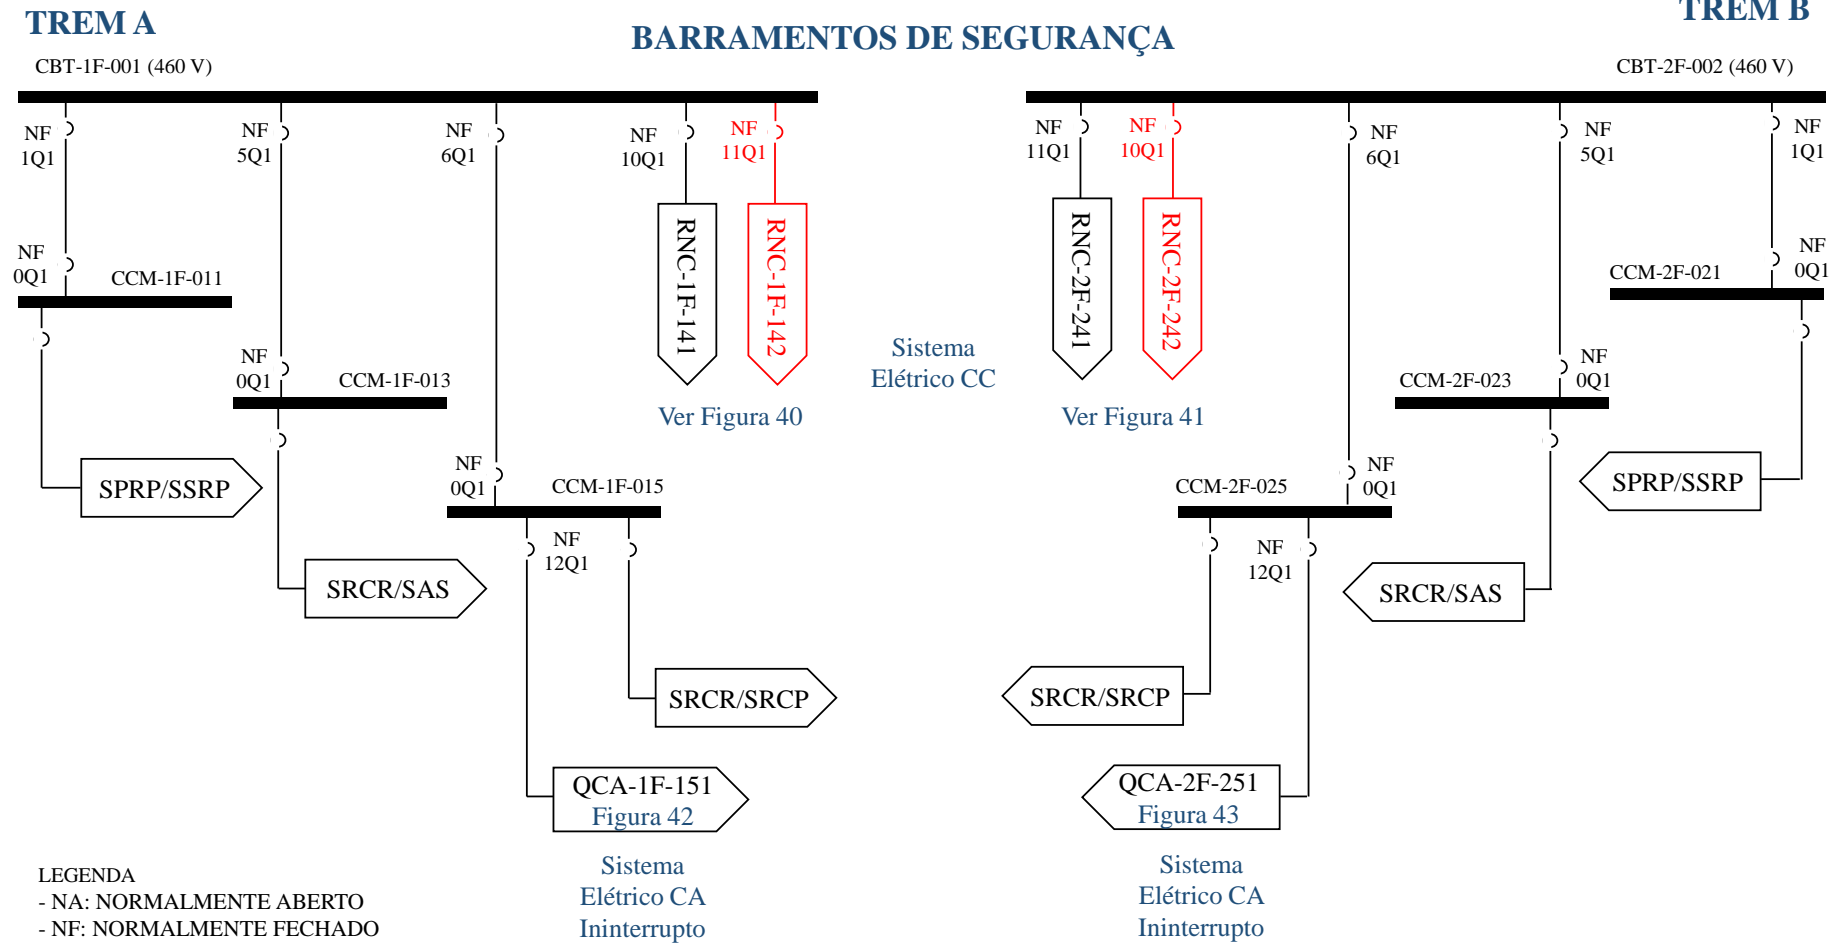 TREM A
BARRAMENTOS DE SEGURANÇA
TREM B
CBT-1F-001 (460 V)
CBT-2F-002 (460 V)
NF
1Q1
NF
5Q1
NF
6Q1
NF
10Q1
NF
11Q1
NF
11Q1
NF
10Q1
NF
6Q1
NF
5Q1
NF
1Q1
RNC-1F-141
RNC-1F-142
RNC-2F-241
RNC-2F-242
NF
0Q1
CCM-1F-011
CCM-2F-021
NF
0Q1
Sistema
Elétrico CC
NF
0Q1
CCM-1F-013
CCM-2F-023
NF
0Q1
Ver Figura 40
Ver Figura 41
NF
0Q1
CCM-1F-015
CCM-2F-025
NF
0Q1
SPRP/SSRP
SPRP/SSRP
NF
12Q1
NF
12Q1
SRCR/SAS
SRCR/SAS
SRCR/SRCP
SRCR/SRCP
QCA-1F-151
Figura 42
QCA-2F-251
Figura 43
Sistema
Elétrico CA
Ininterrupto
Sistema
Elétrico CA
Ininterrupto
LEGENDA
- NA: NORMALMENTE ABERTO
- NF: NORMALMENTE FECHADO